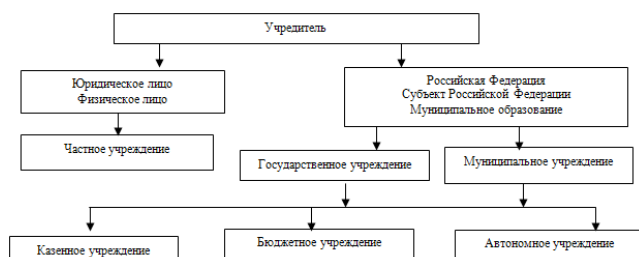 Учредитель
Юридическое лицо
Физическое лицо
Российская Федерация
Субъект Российской Федерации
Муниципальное образование
Частное учреждение
Государственное учреждение
Муниципальное учреждение
Казенное учреждение
Бюджетное учреждение
Автономное учреждение